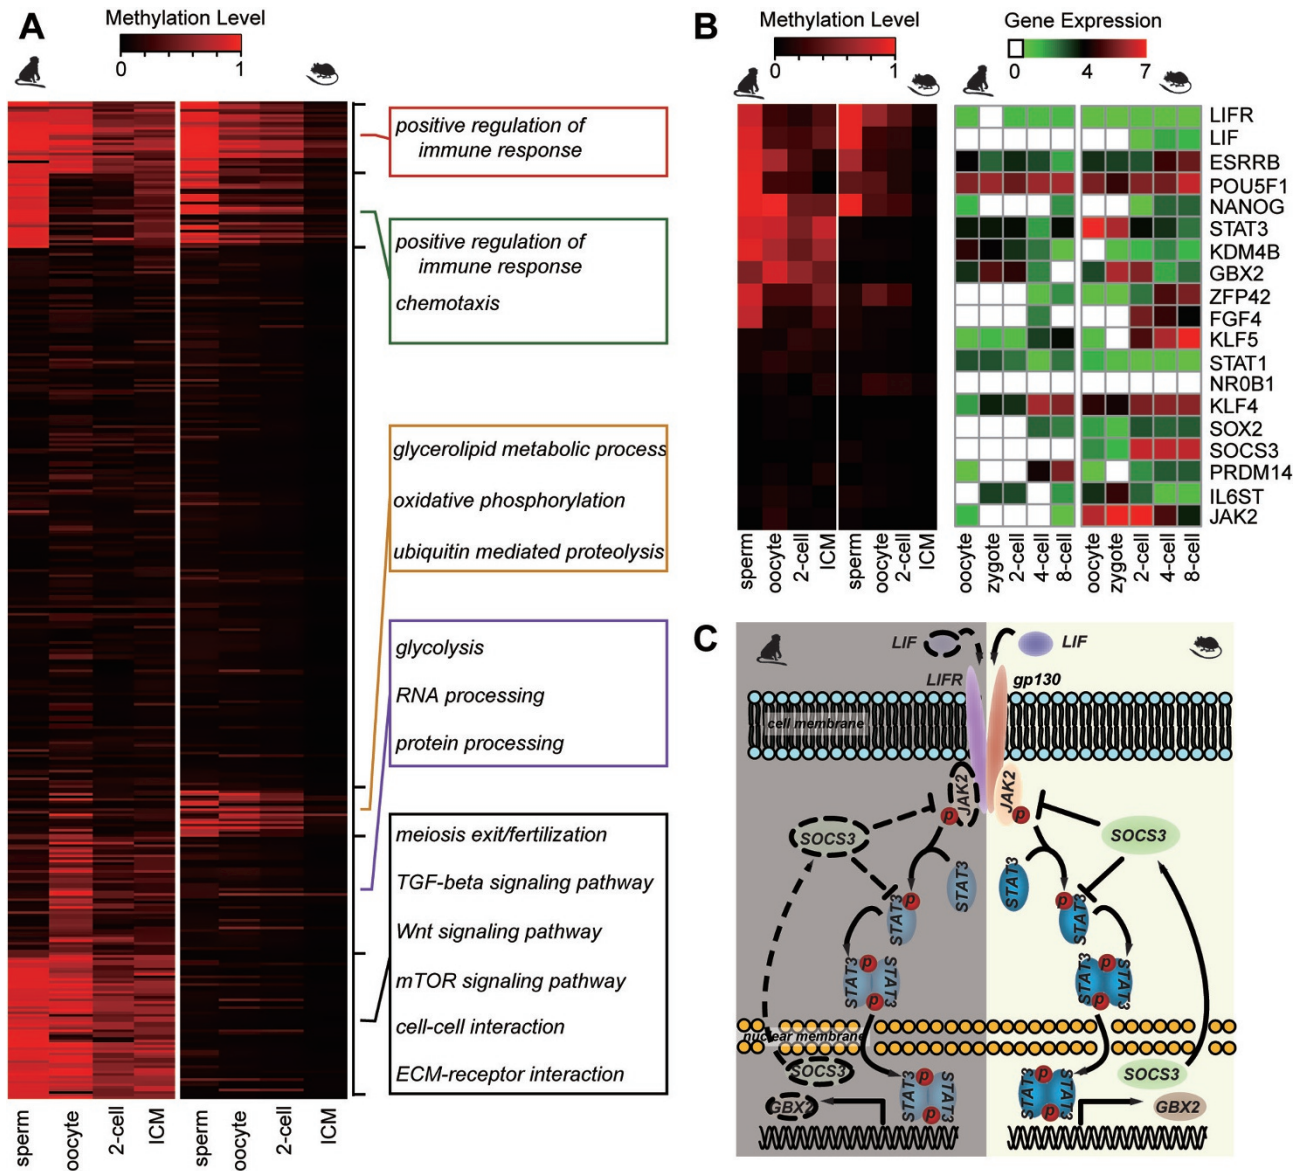 A
Methylation Level
0 1
positive regulation of
immune response
positive regulation of
immune response
chemotaxis
glycerolipid metabolic process
oxidative phosphorylation
ubiquitin mediated proteolysis
glycolysis
RNA processing
protein processing
meiosis exit/fertilization
TGF-beta signaling pathway
Wnt signaling pathway
mTOR signaling pathway
cell-cell interaction
ECM-receptor interaction
sperm oocyte 2-cell ICM sperm oocyte 2-cell ICM
B
Methylation Level
0 1
Gene Expression
0 4 7
LIFR
LIF
ESRRB
POU5F1
NANOG
STAT3
KDM4B
GBX2
ZFP42
FGF4
KLF5
STAT1
NR0B1
KLF4
SOX2
SOCS3
PRDM14
IL6ST
JAK2
sperm oocyte 2-cell ICM sperm oocyte 2-cell ICM
oocyte zygote 2-cell 4-cell 8-cell oocyte zygote 2-cell 4-cell 8-cell
C
LIF LIF
LIFR gp130
cell membrane
JAK2 JAK2
p p
SOCS3 SOCS3
STAT3 STAT3
p p
STAT3 STAT3
p p
STAT3 STAT3 STAT3 STAT3
p p
nuclear membrane
SOCS3 SOCS3
p p
STAT3 STAT3 STAT3 STAT3
GBX2 GBX2
p p